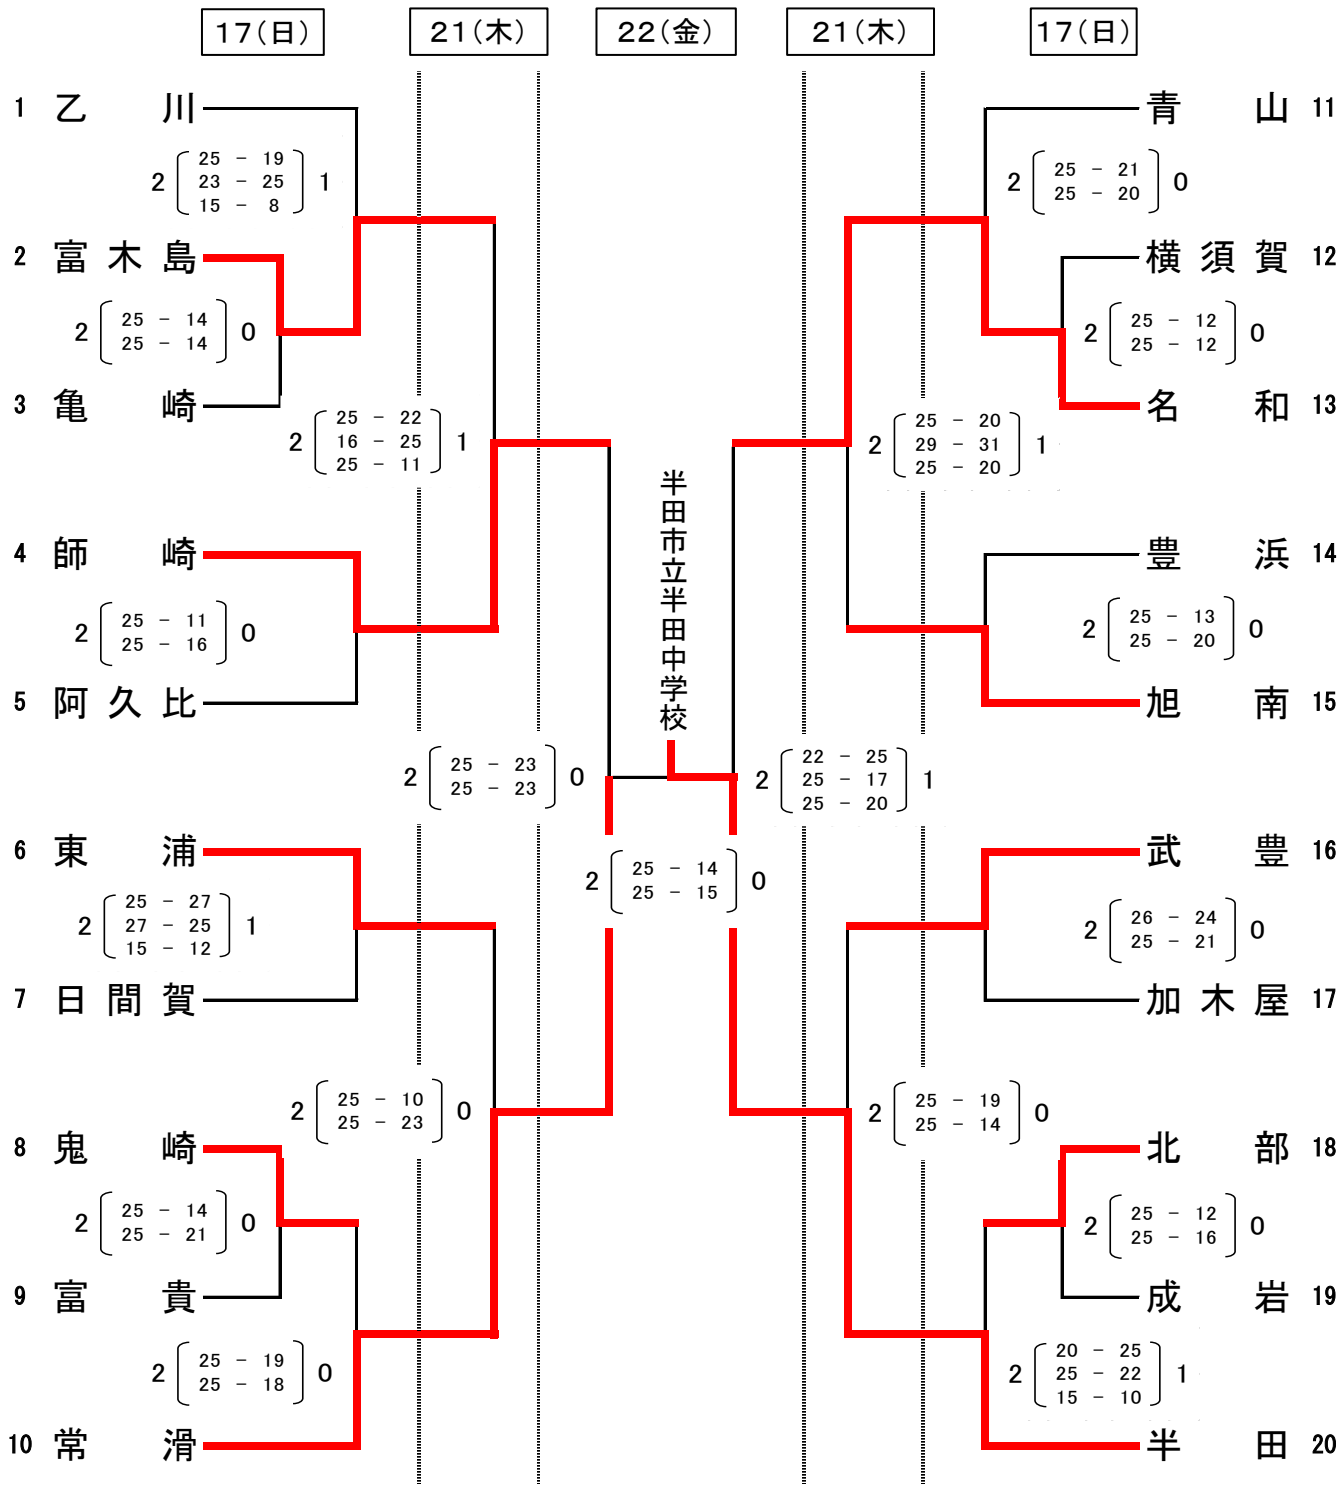 17(日) 21(木) 22(金) 21(木) 17(日)
1 乙川
2 25 - 19 1
23 - 25
15 - 8
2 富木島
2 25 - 14 0
25 - 14
3 亀崎
2 25 - 22 1
16 - 25
25 - 11
4 師崎
2 25 - 11 0
25 - 16
5 阿久比
2 25 - 23 0
25 - 23
6 東浦
2 25 - 27 1
27 - 25
15 - 12
7 日間賀
2 25 - 10 0
25 - 23
8 鬼崎
2 25 - 14 0
25 - 21
9 富貴
2 25 - 19 0
25 - 18
10 常滑
半田市立半田中学校
2 25 - 14 0
25 - 15
青山 11
2 25 - 21 0
25 - 20
横須賀 12
2 25 - 12 0
25 - 12
名和 13
2 25 - 20 1
29 - 31
25 - 20
豊浜 14
2 25 - 13 0
25 - 20
旭南 15
2 22 - 25 1
25 - 17
25 - 20
武豊 16
2 26 - 24 0
25 - 21
加木屋 17
2 25 - 19 0
25 - 14
北部 18
2 25 - 12 0
25 - 16
成岩 19
2 20 - 25 1
25 - 22
15 - 10
半田 20